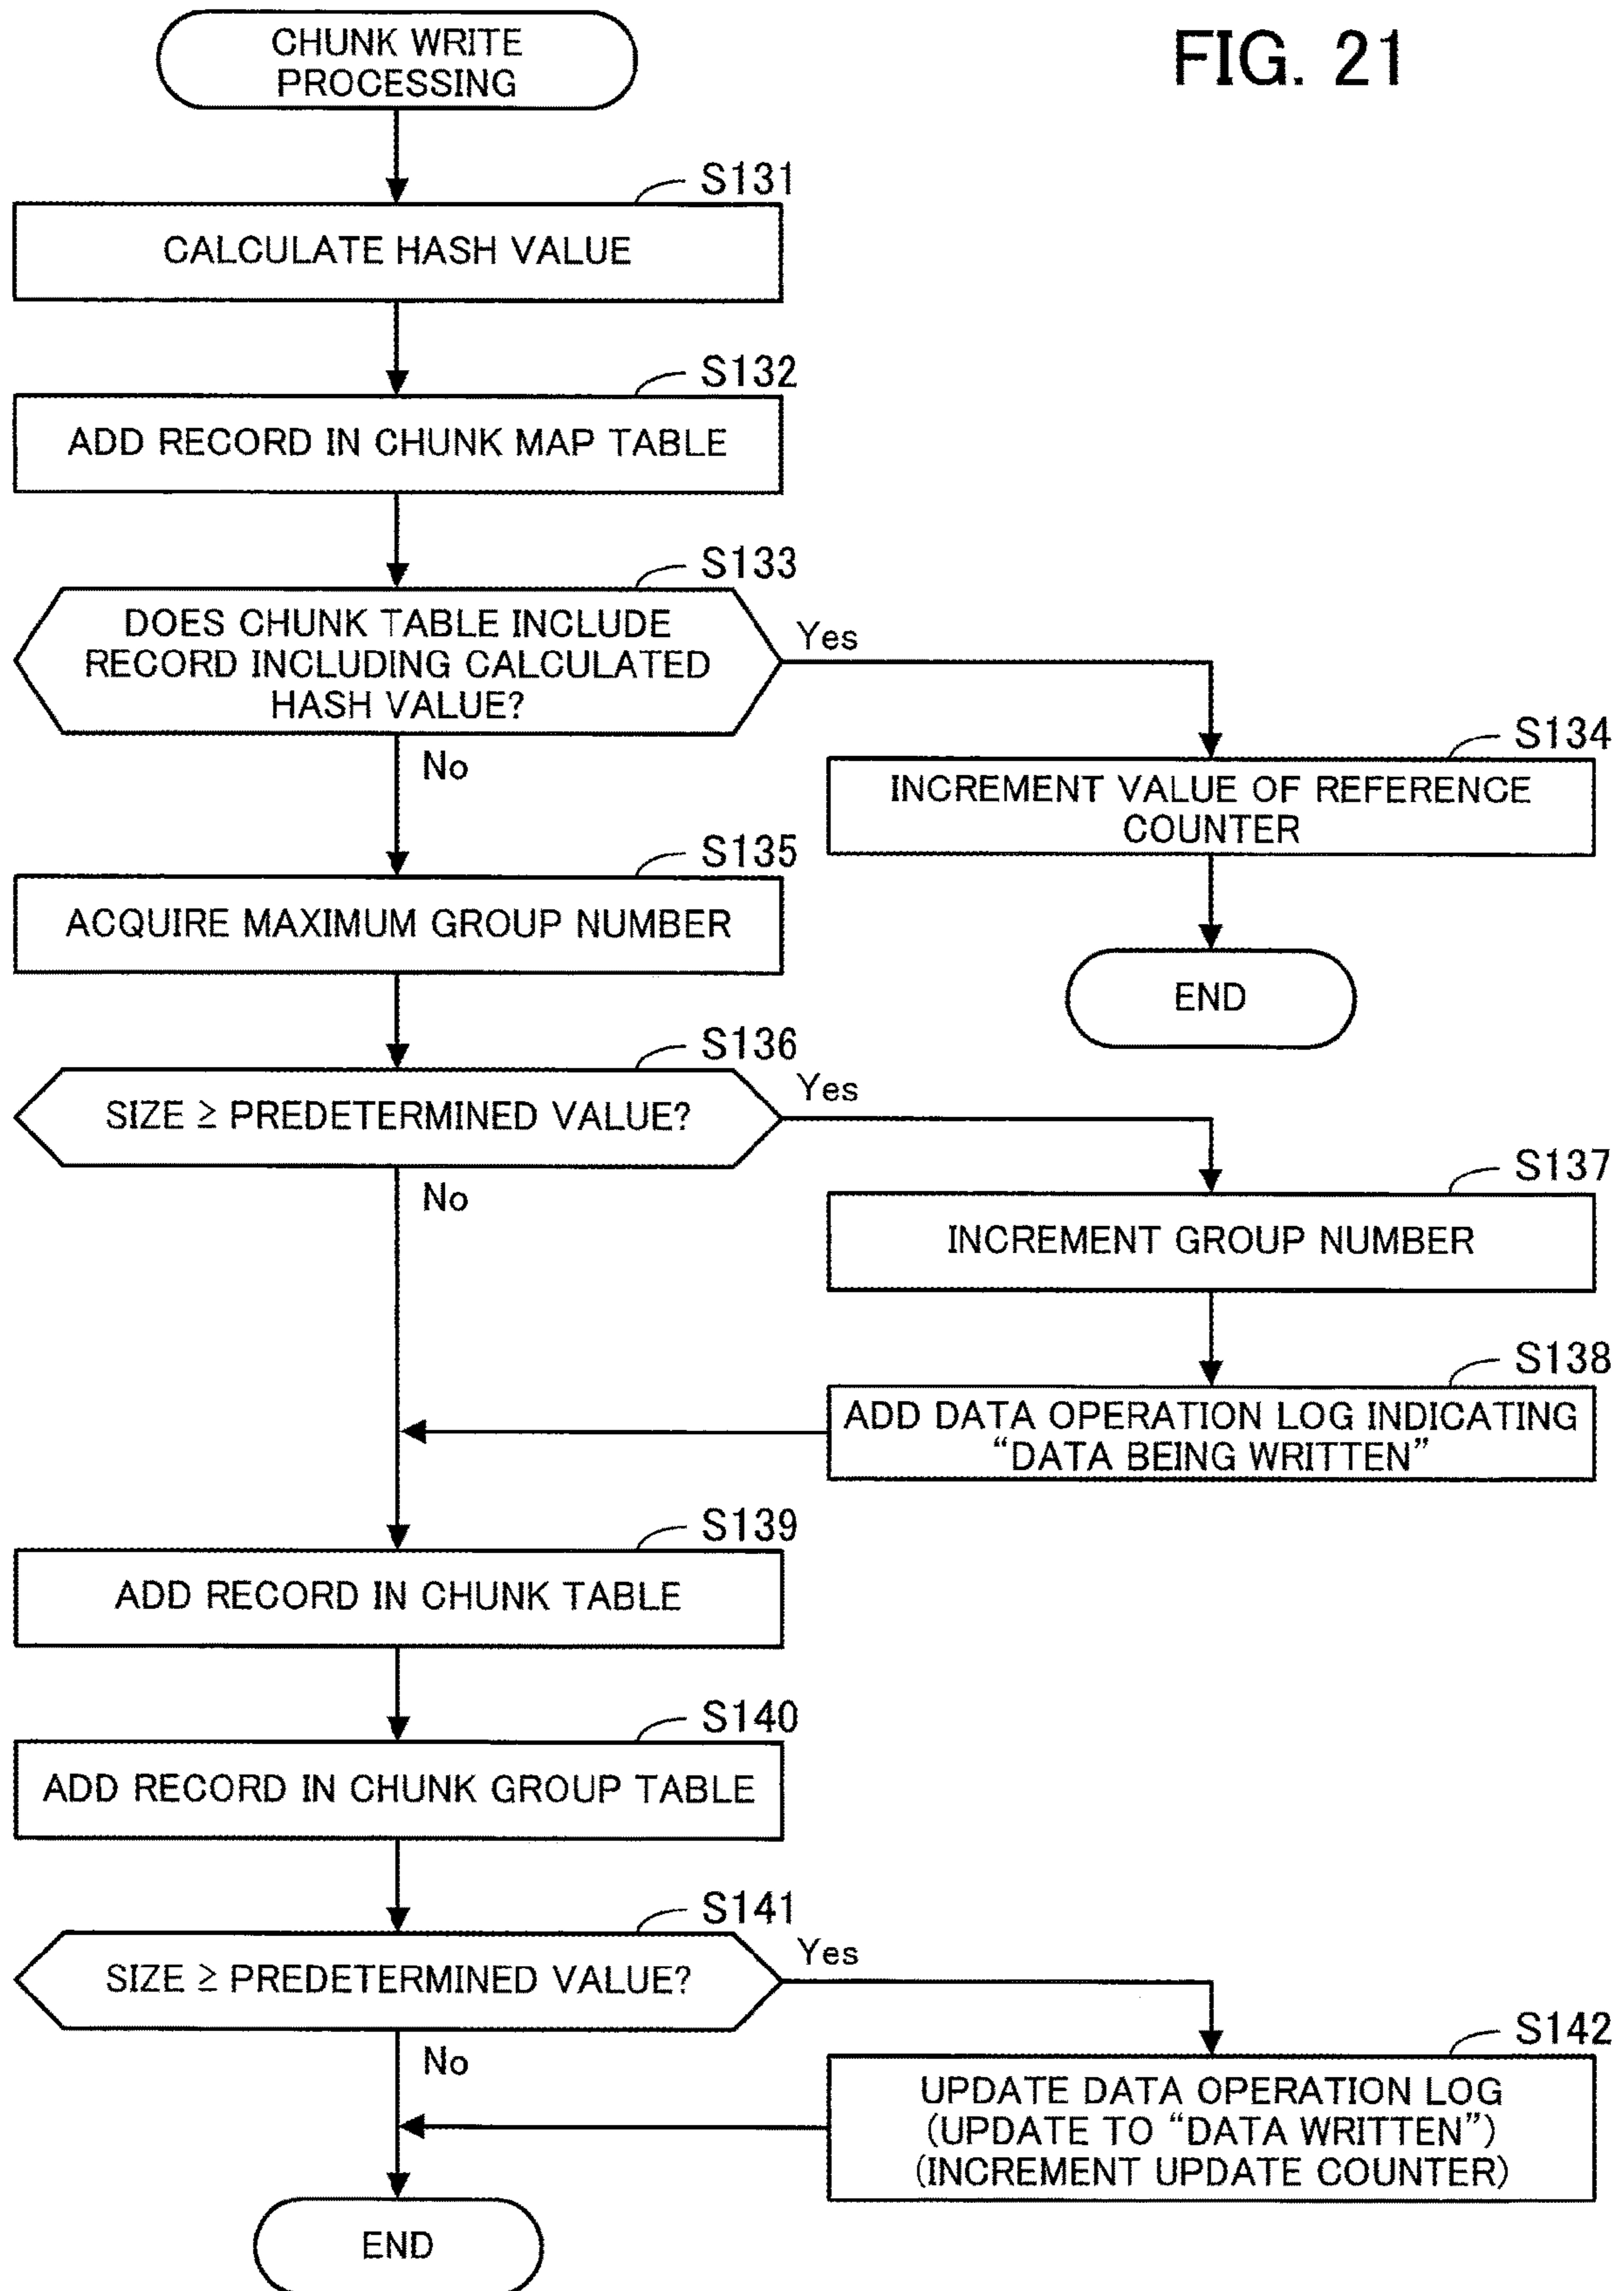 FIG. 21
CHUNK WRITE
PROCESSING
S131
CALCULATE HASH VALUE
S132
ADD RECORD IN CHUNK MAP TABLE
S133
DOES CHUNK TABLE INCLUDE
RECORD INCLUDING CALCULATED
HASH VALUE?
Yes
No
S134
INCREMENT VALUE OF REFERENCE
COUNTER
END
S135
ACQUIRE MAXIMUM GROUP NUMBER
S136
SIZE ≥ PREDETERMINED VALUE?
Yes
No
S137
INCREMENT GROUP NUMBER
S138
ADD DATA OPERATION LOG INDICATING
“DATA BEING WRITTEN”
S139
ADD RECORD IN CHUNK TABLE
S140
ADD RECORD IN CHUNK GROUP TABLE
S141
SIZE ≥ PREDETERMINED VALUE?
Yes
No
S142
UPDATE DATA OPERATION LOG
(UPDATE TO “DATA WRITTEN”)
(INCREMENT UPDATE COUNTER)
END